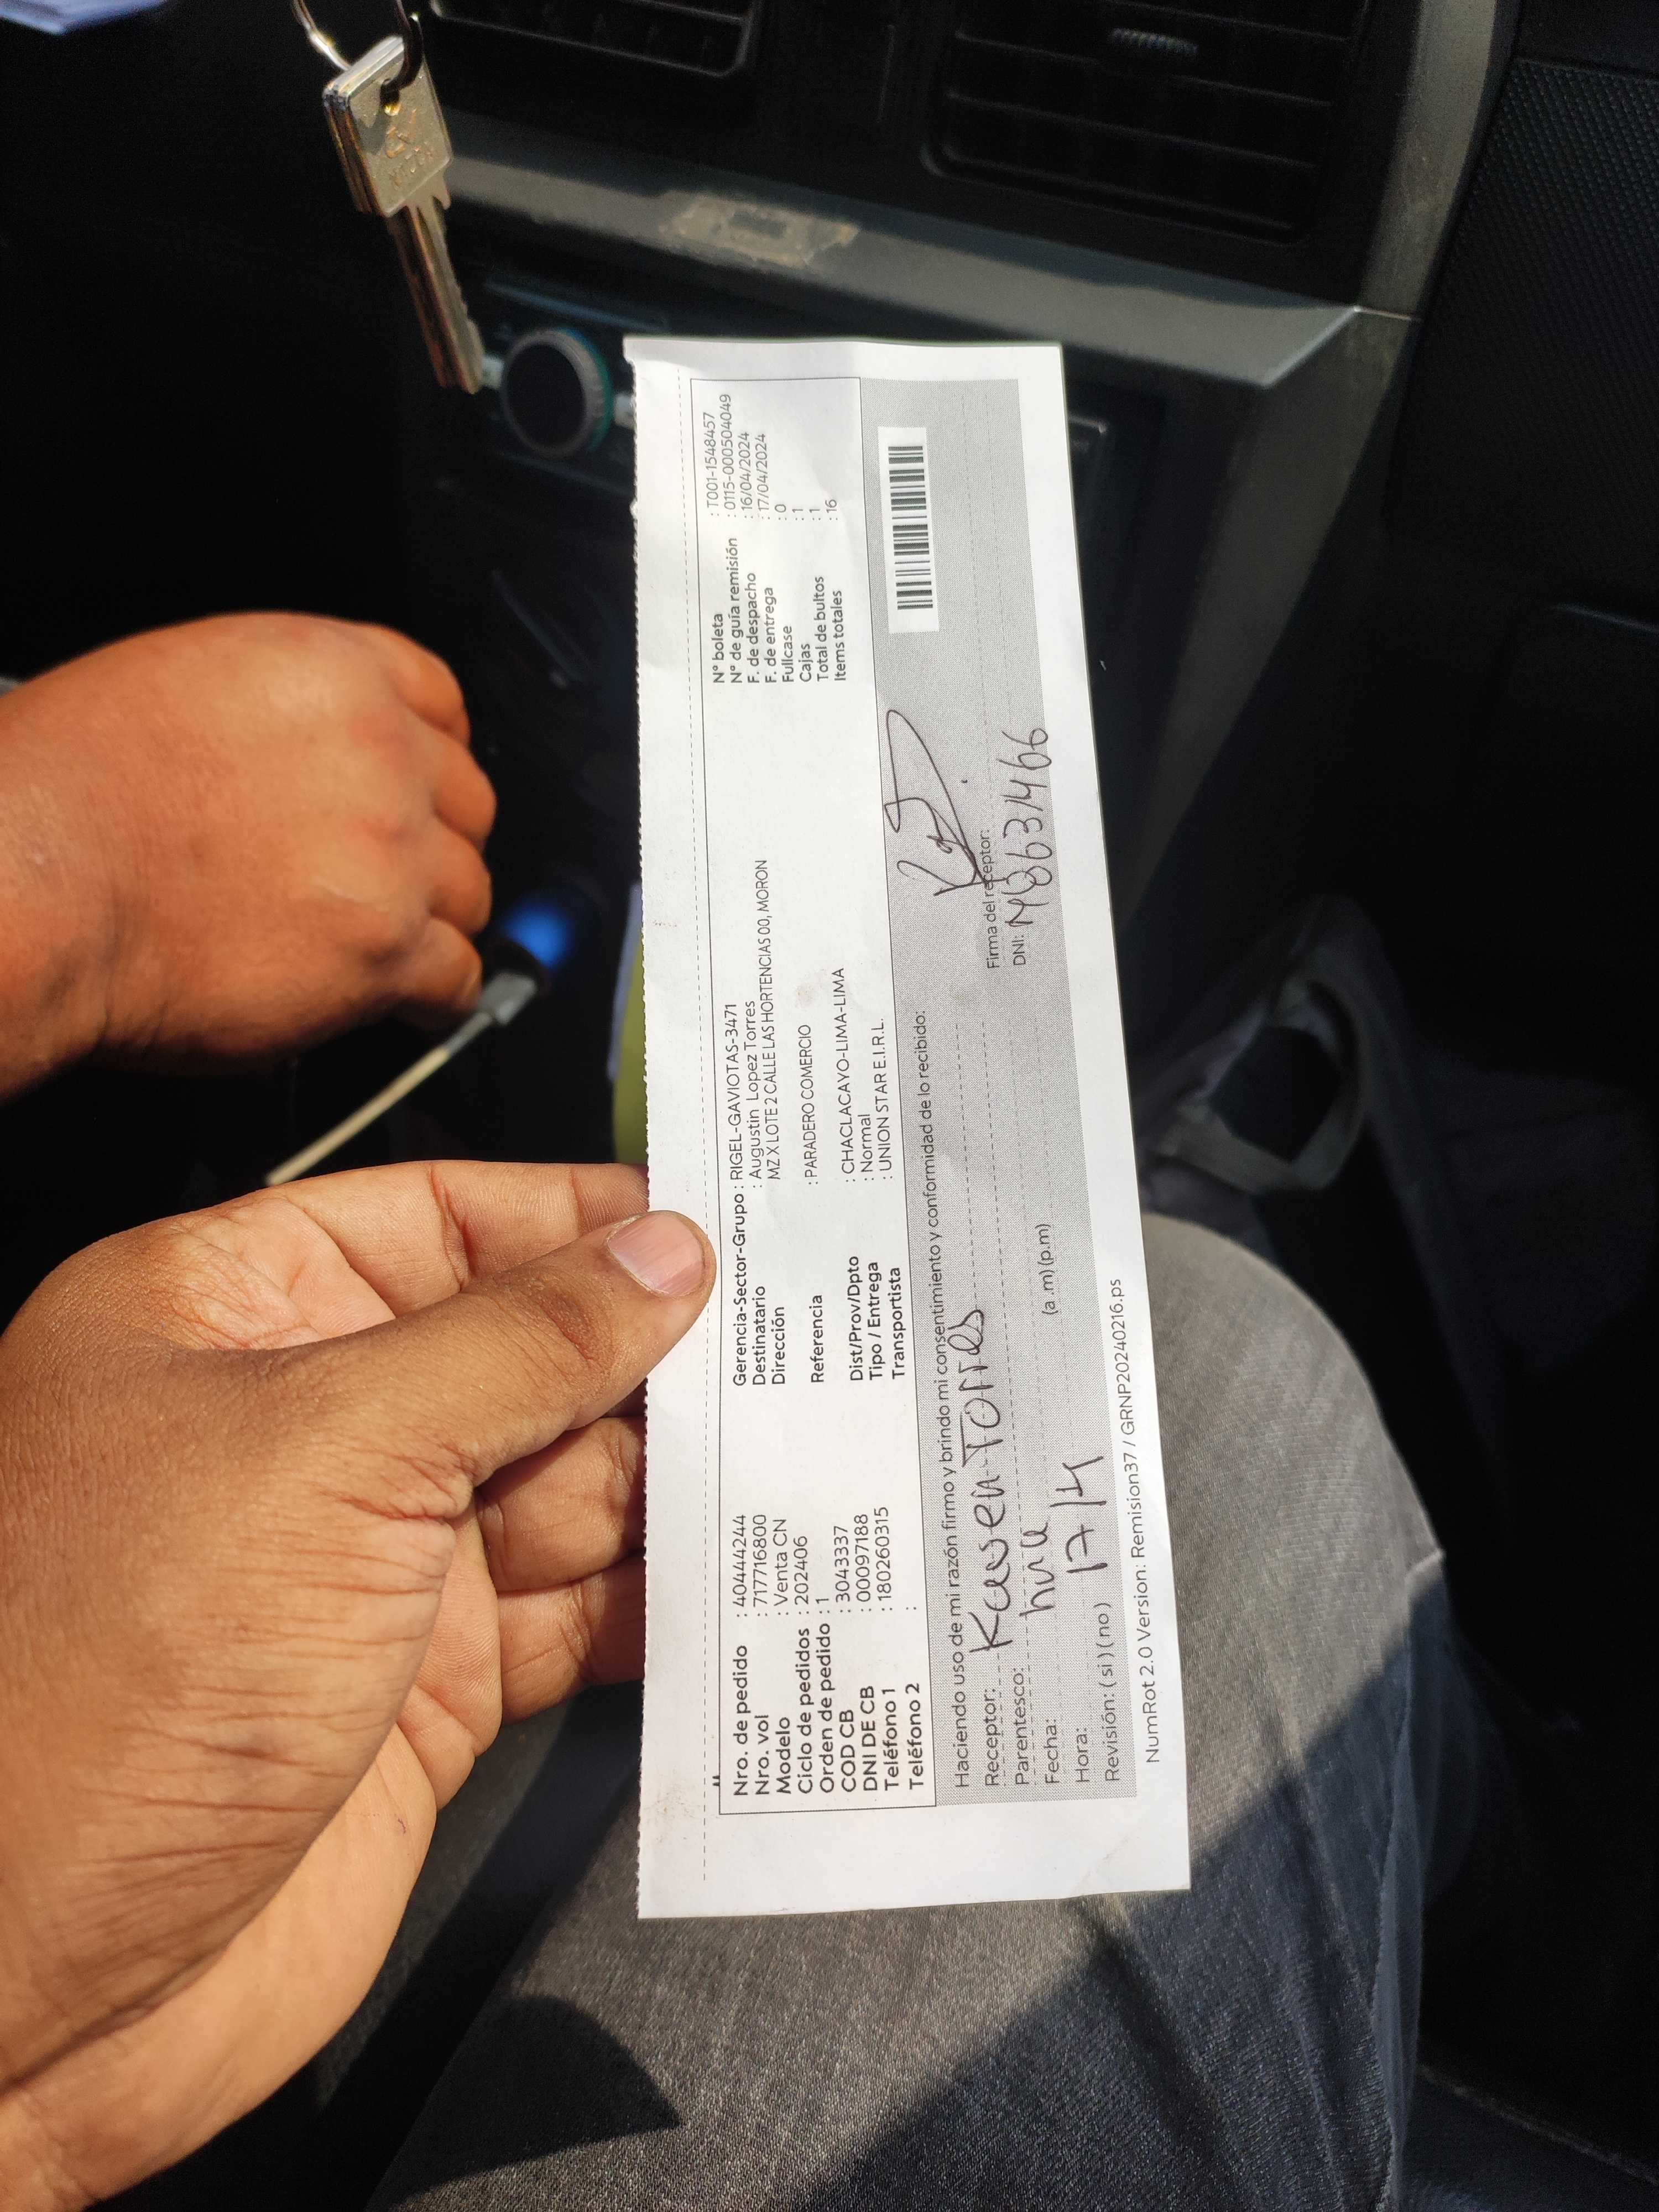 Nro. de pedido : 40444244
Nro. vol : 717716800
Modelo : Venta CN
Ciclo de pedidos : 202406
Orden de pedido : 1
COD CB : 3043337
DNI DE CB : 00097188
Teléfono 1 : 180260315
Teléfono 2 :
Gerencia-Sector-Grupo : RIGEL-GAVIOTAS-3471
Destinatario : Augustin Lopez Torres
Dirección MZ X LOTE 2 CALLE LAS HORTENCIAS 00, MORON
Referencia : PARADERO COMERCIO
Dist/Prov/Dpto : CHACLACAYO-LIMA-LIMA
Tipo / Entrega : Normal
Transportista : UNION STAR E.I.R.L.
N° boleta : T001-1548457
N° de guía remisión : 0115-000504049
F. de despacho : 16/04/2024
F. de entrega : 17/04/2024
Fullcase : 0
Cajas : 1
Total de bultos : 1
Items totales : 16
Haciendo uso de mi razón firmo y brindo mi consentimiento y conformidad de lo recibido:
Receptor: Torres
Parentesco:
Fecha: 17/4
Hora: (a.m) (p.m)
Revisión: ( si ) ( no )
Firma del receptor:
DNI:
NumRot 2.0 Version: Remision37 / GRNP20240216.ps